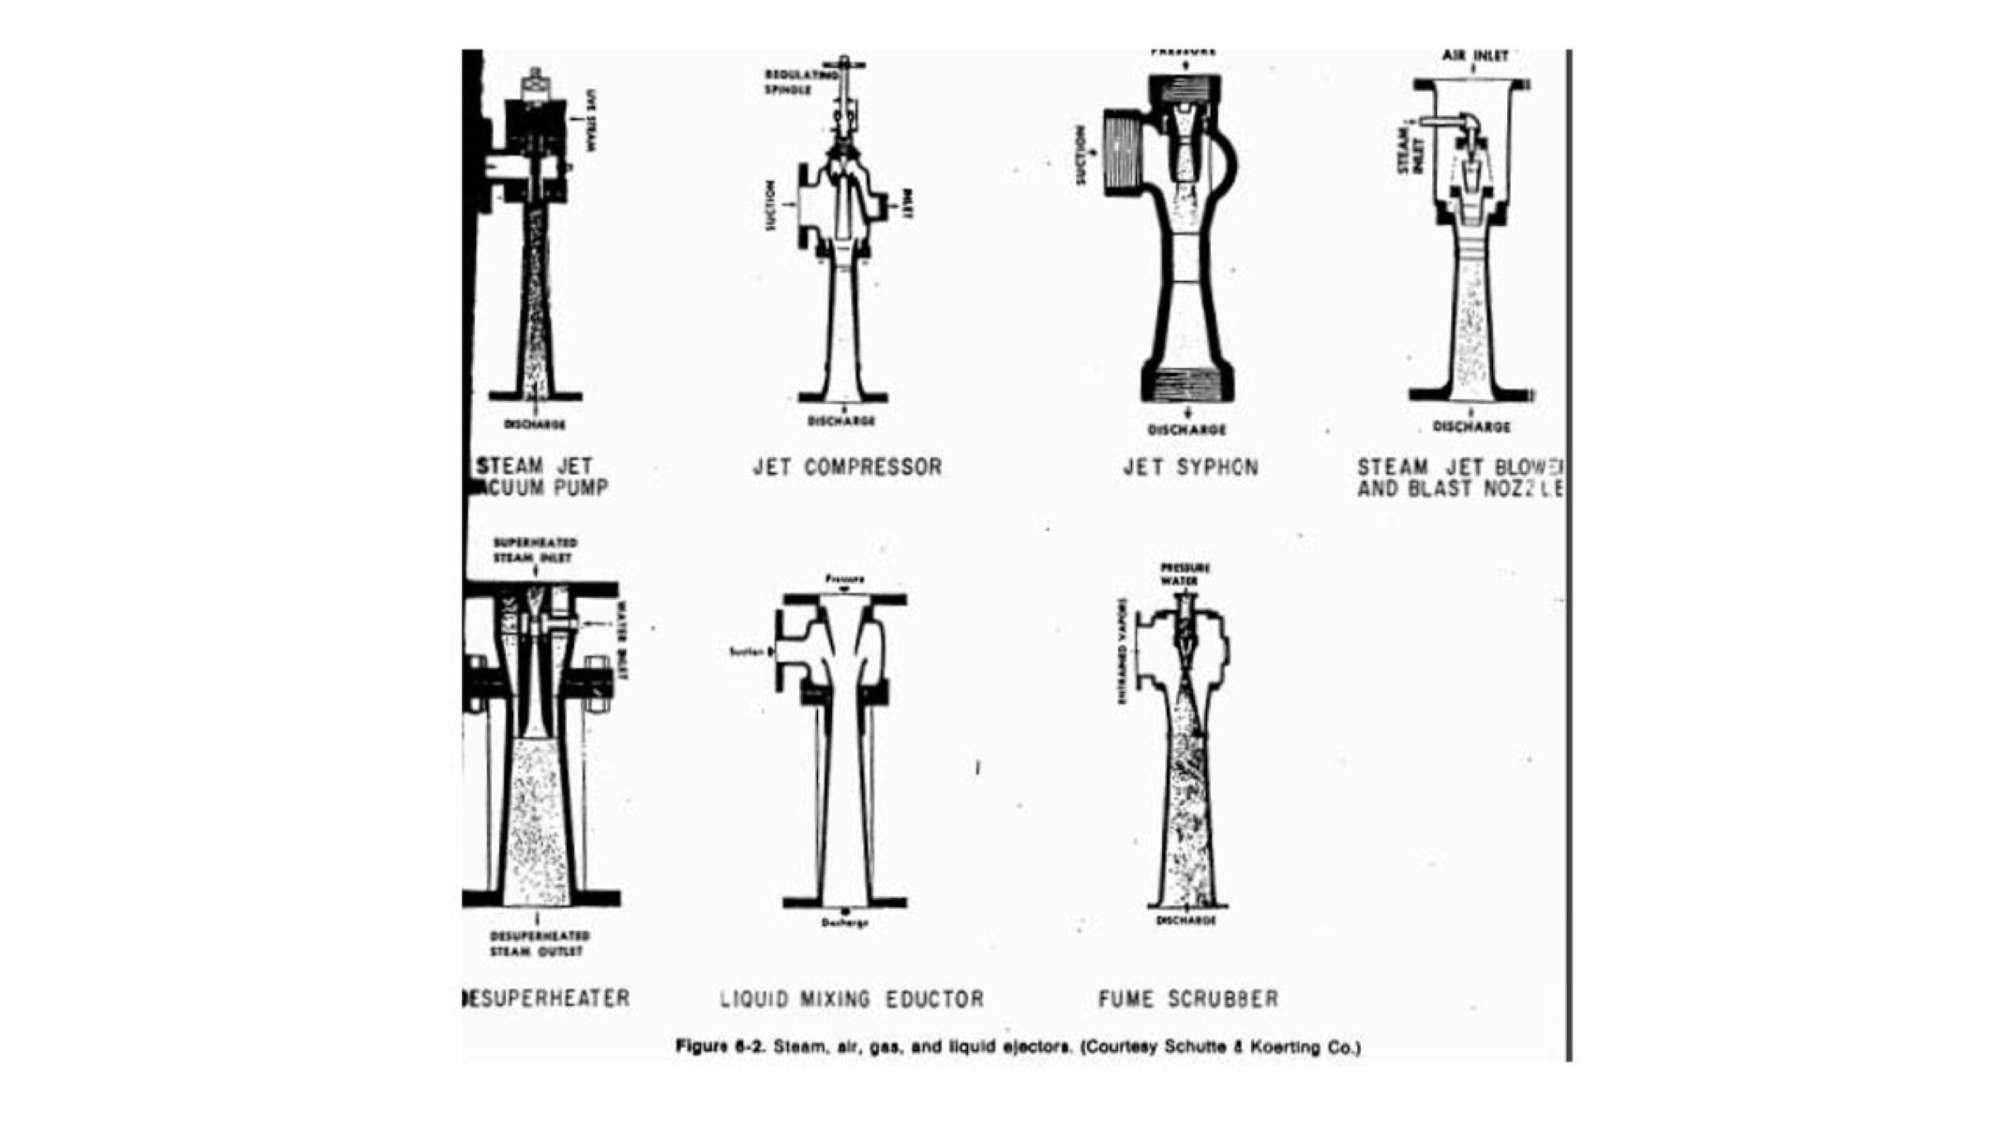 LIVE STEAM
DISCHARGE
STEAM JET
ACUUM PUMP
REGULATING
SPINDLE
SUCTION
INLET
DISCHARGE
JET COMPRESSOR
PRESSURE
SUCTION
DISCHARGE
JET SYPHON
AIR INLET
STEAM
INLET
DISCHARGE
STEAM JET BLOWER
AND BLAST NOZZLE
SUPERHEATED
STEAM INLET
WATER INLET
DESUPERHEATED
STEAM OUTLET
DESUPERHEATER
Pressure
Suction
Discharge
LIQUID MIXING EDUCTOR
PRESSURE
WATER
ENTRAINED VAPORS
DISCHARGE
FUME SCRUBBER
Figure 6-2. Steam, air, gas, and liquid ejectors. (Courtesy Schutte & Koerting Co.)